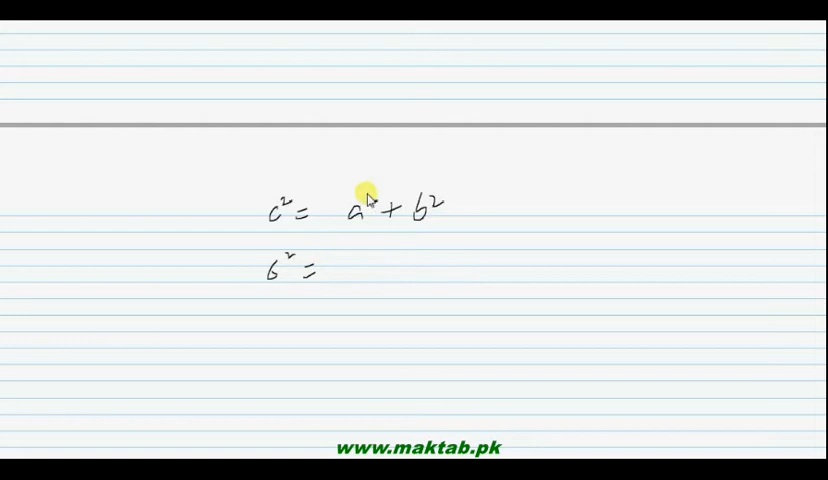 c² = a² + b²
b² =
www.maktab.pk